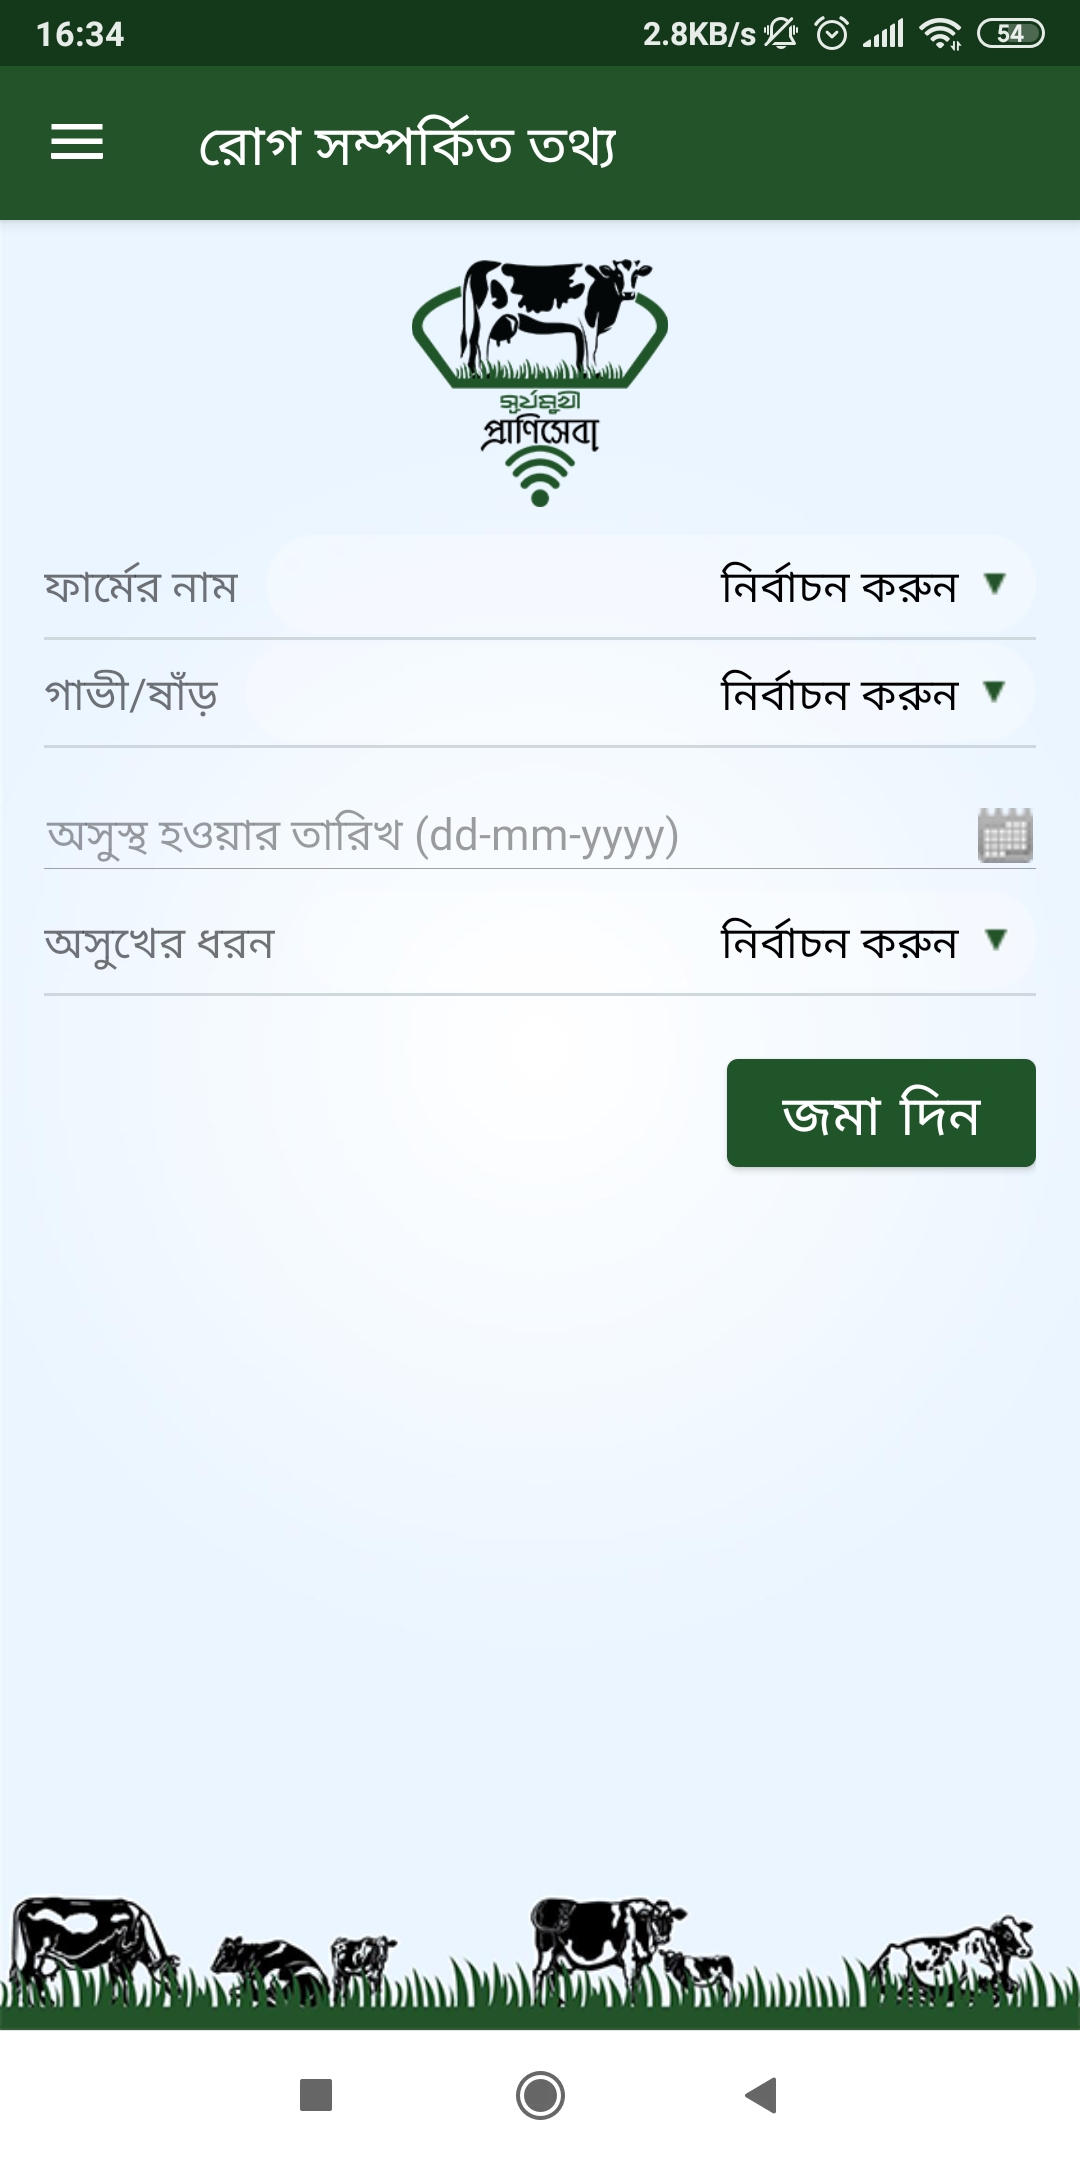 16:34 2.8KB/s 54
রোগ সম্পর্কিত তথ্য
সূর্যমুখী
প্রাণিসেবা
ফার্মের নাম নির্বাচন করুন
গাভী/ষাঁড় নির্বাচন করুন
অসুস্থ হওয়ার তারিখ (dd-mm-yyyy)
অসুখের ধরন নির্বাচন করুন
জমা দিন